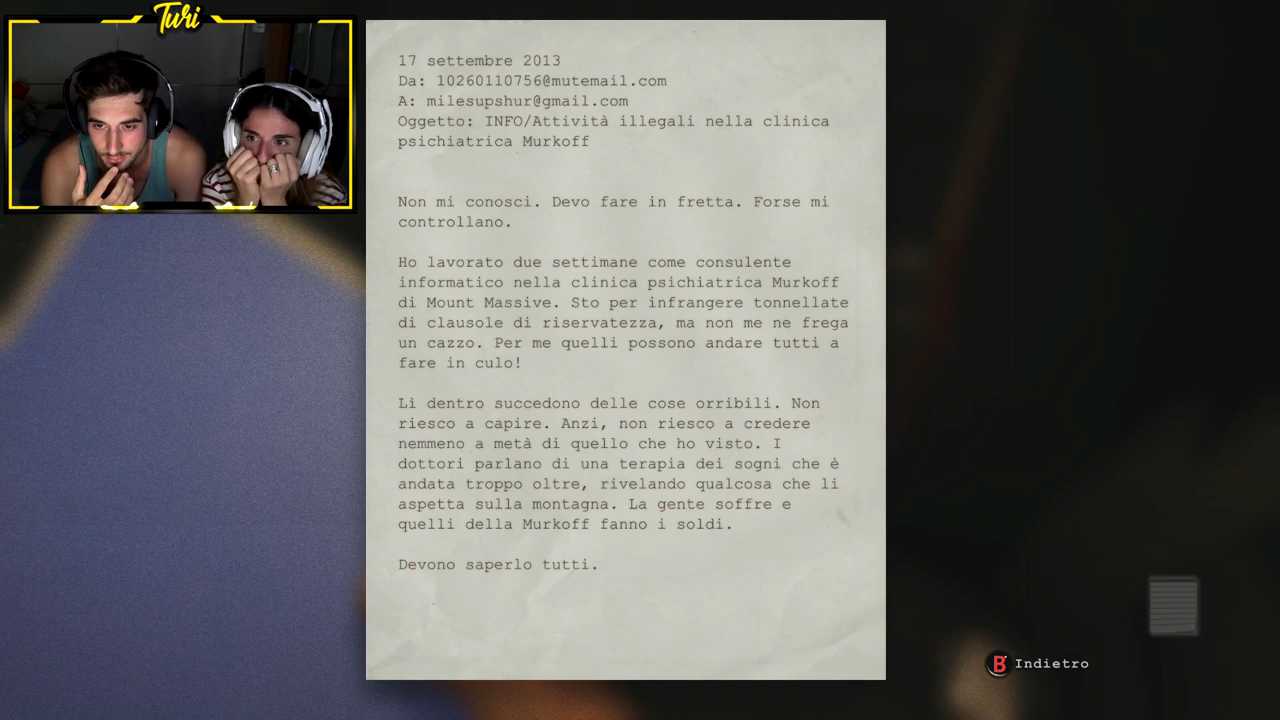 Turi
17 settembre 2013
Da: 10260110756@mutemail.com
A: milesupshur@gmail.com
Oggetto: INFO/Attività illegali nella clinica
psichiatrica Murkoff
Non mi conosci. Devo fare in fretta. Forse mi
controllano.
Ho lavorato due settimane come consulente
informatico nella clinica psichiatrica Murkoff
di Mount Massive. Sto per infrangere tonnellate
di clausole di riservatezza, ma non me ne frega
un cazzo. Per me quelli possono andare tutti a
fare in culo!
Lì dentro succedono delle cose orribili. Non
riesco a capire. Anzi, non riesco a credere
nemmeno a metà di quello che ho visto. I
dottori parlano di una terapia dei sogni che è
andata troppo oltre, rivelando qualcosa che li
aspetta sulla montagna. La gente soffre e
quelli della Murkoff fanno i soldi.
Devono saperlo tutti.
B Indietro